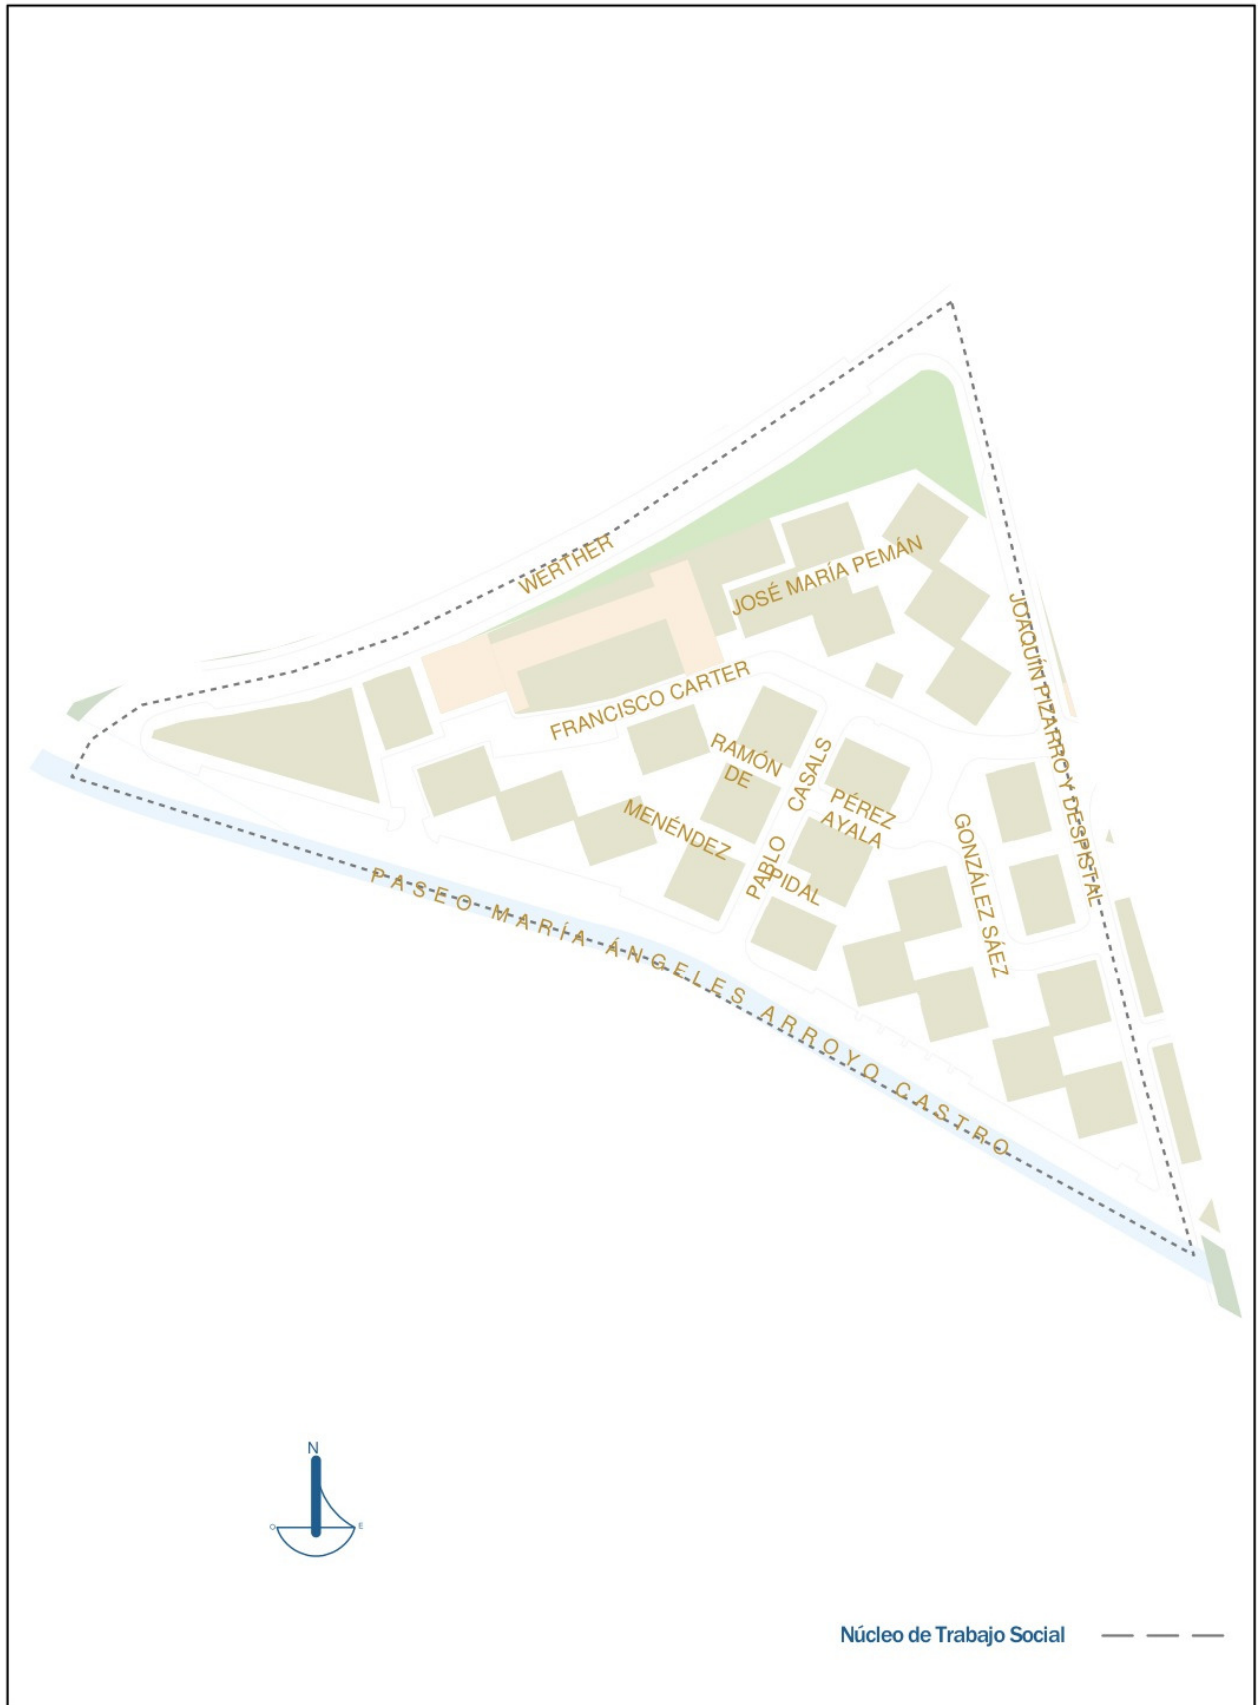 WERTHER
JOSÉ MARÍA PEMÁN
JOAQUÍN PIZARRO Y DESPISTAL
FRANCISCO CARTER
RAMÓN
DE
MENÉNDEZ
PIDAL
PABLO CASALS
PÉREZ
AYALA
GONZÁLEZ SÁEZ
PASEO MARÍA ÁNGELES ARROYO CASTRO
N
O
E
Núcleo de Trabajo Social